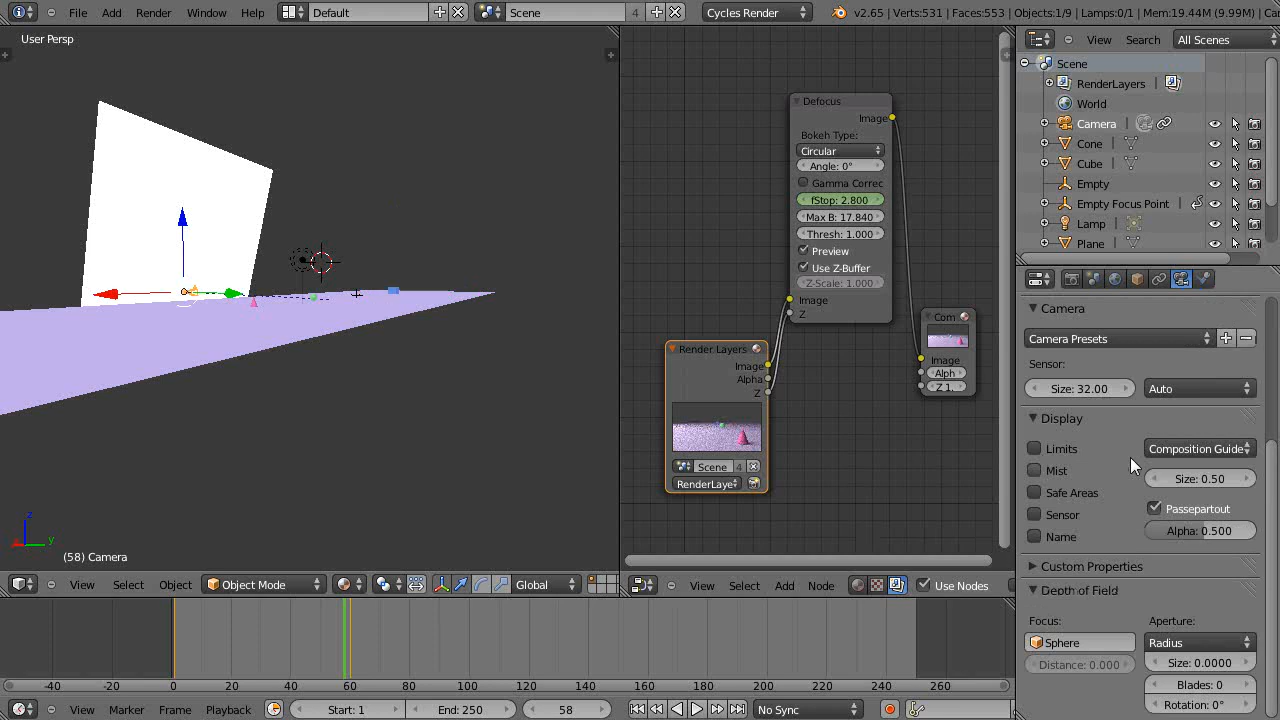 File Add Render Window Help Default Scene 4 Cycles Render v2.65 | Verts:531 | Faces:553 | Objects:1/9 | Lamps:0/1 | Mem:19.44M (9.99M) | Ca
User Persp
(58) Camera
z
y
View Select Object Object Mode Global
Defocus
Image
Bokeh Type:
Circular
Angle: 0°
Gamma Correc
fStop: 2.800
Max B: 17.840
Thresh: 1.000
Preview
Use Z-Buffer
Z-Scale: 1.000
Image
Z
Render Layers
Image
Alpha
Z
Scene 4
RenderLaye
Com
Image
Alph
Z 1.
View Select Add Node Use Nodes
View Search All Scenes
Scene
RenderLayers |
World
Camera |
Cone |
Cube |
Empty
Empty Focus Point |
Lamp |
Plane |
Camera
Camera Presets
Sensor:
Size: 32.00 Auto
Display
Limits Composition Guide
Mist Size: 0.50
Safe Areas
Passepartout
Sensor
Alpha: 0.500
Name
Custom Properties
Depth of Field
Focus: Aperture:
Sphere Radius
Distance: 0.000 Size: 0.0000
Blades: 0
Rotation: 0°
-40 -20 0 20 40 60 80 100 120 140 160 180 200 220 240 260
View Marker Frame Playback Start: 1 End: 250 58 No Sync